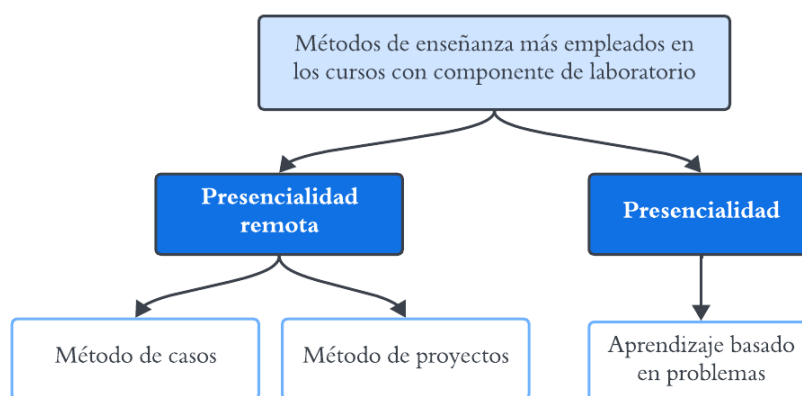 Métodos de enseñanza más empleados en
los cursos con componente de laboratorio
Presencialidad
remota
Presencialidad
Método de casos
Método de proyectos
Aprendizaje basado
en problemas